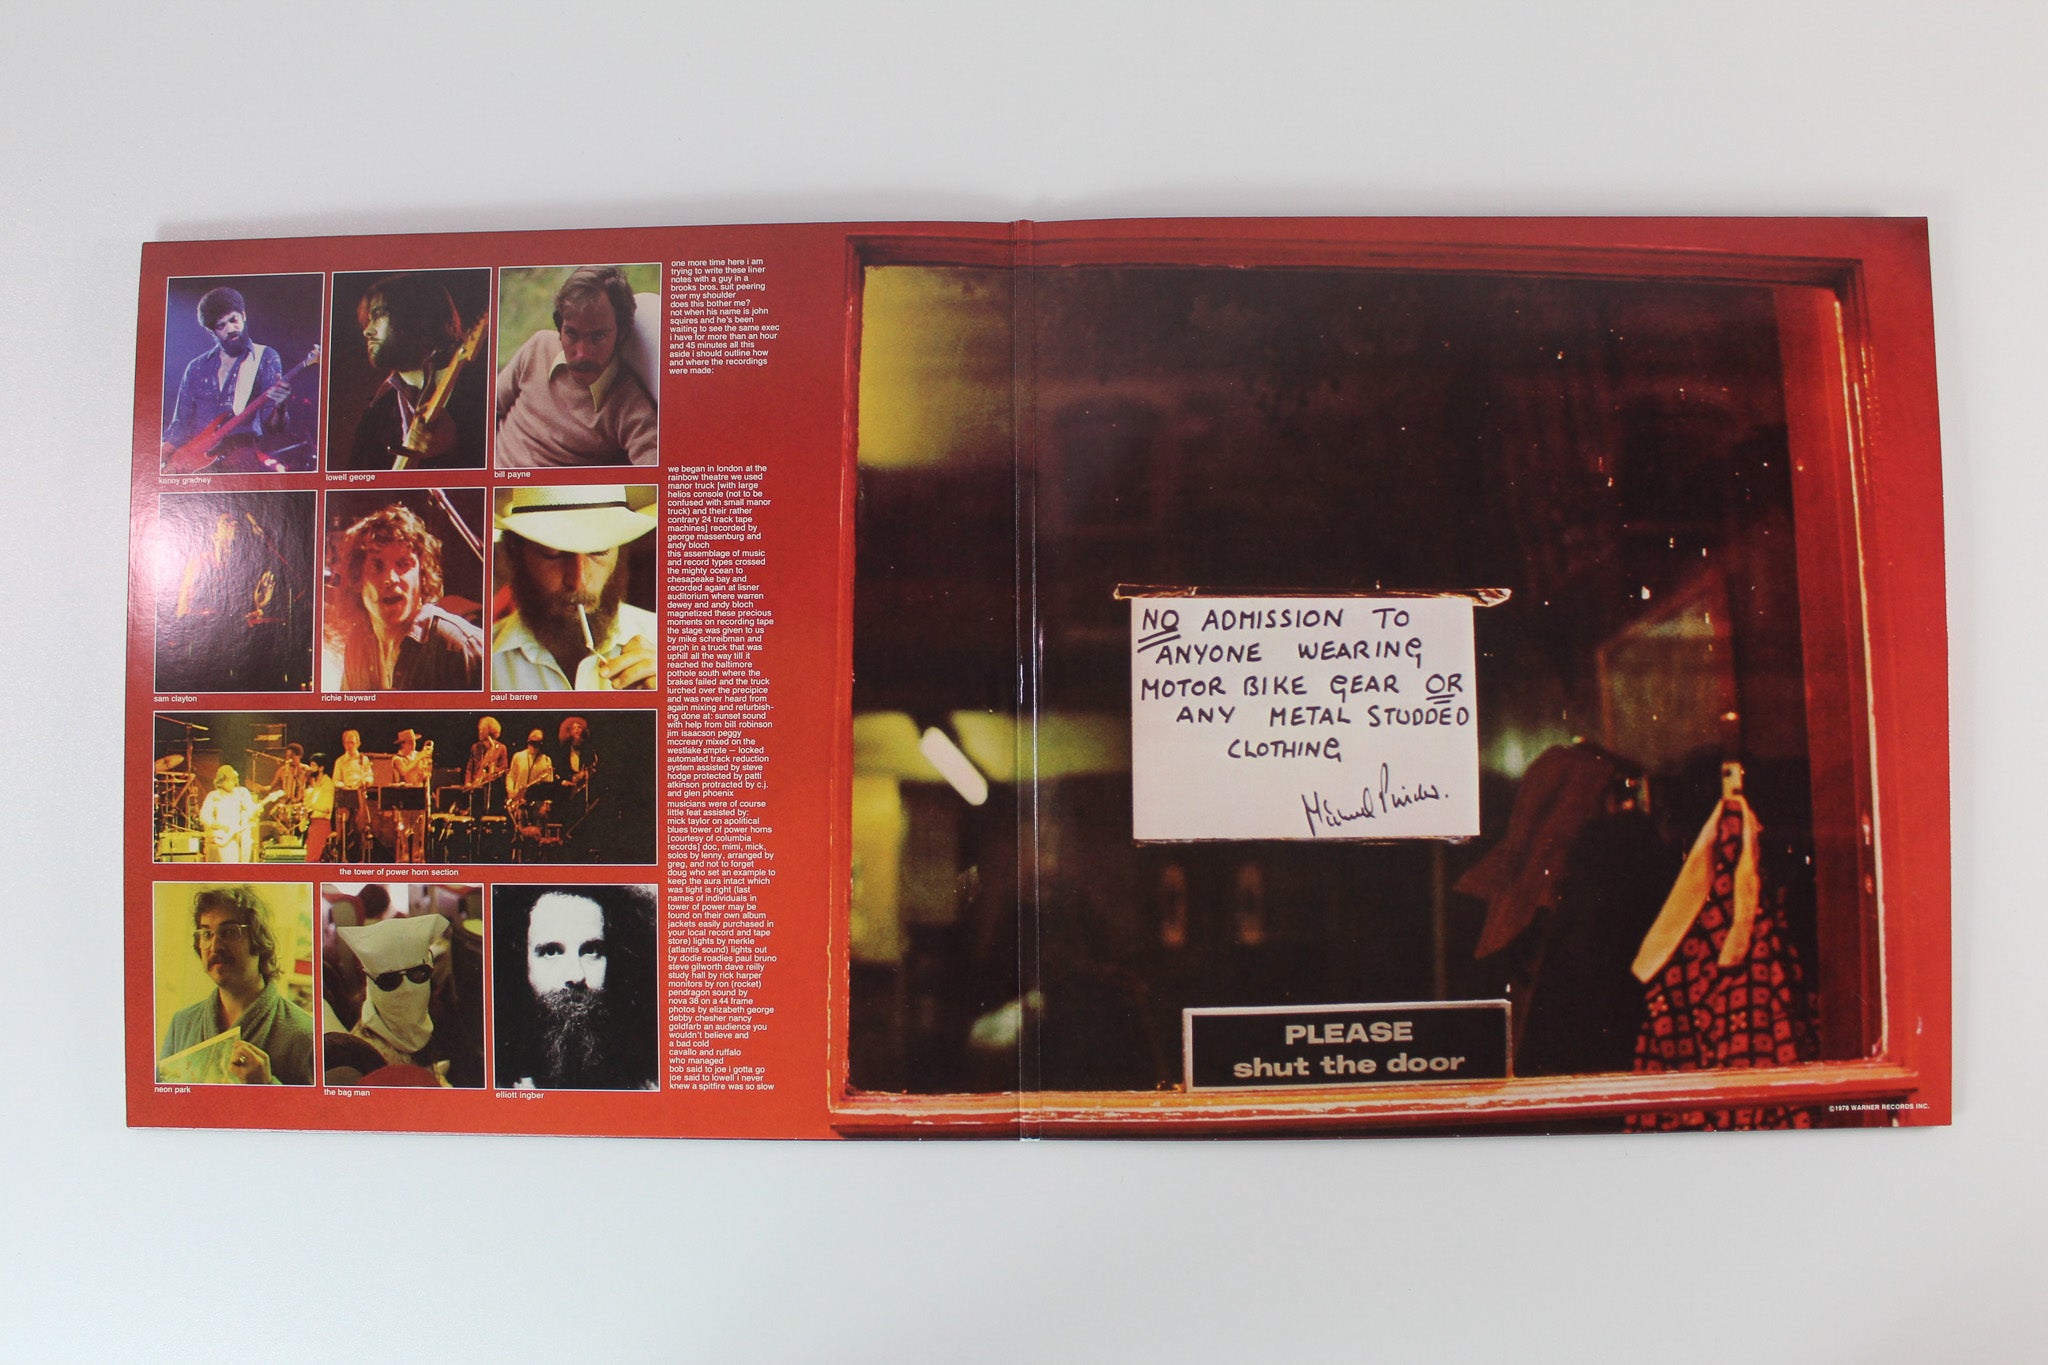 kenny gradney
lowell george
bill payne
sam clayton
richie hayward
paul barrere
the tower of power horn section
neon park
the bag man
elliott ingber
one more time here i am
trying to write these liner
notes with a guy in a
brooks bros. suit peering
over my shoulder
does this bother me?
not when his name is john
squires and he's been
waiting to see the same exec
i have for more than an hour
and 45 minutes all this
aside i should outline how
and where the recordings
were made:
we began in london at the
rainbow theatre we used
manor truck [with large
helios console (not to be
confused with small manor
truck) and their rather
contrary 24 track tape
machines] recorded by
george massenburg and
andy bloch
this assemblage of music
and record types crossed
the mighty ocean to
chesapeake bay and
recorded again at lisner
auditorium where warren
dewey and andy bloch
magnetized these precious
moments on recording tape
the stage was given to us
by mike schreibman and
cerph in a truck that was
uphill all the way till it
reached the baltimore
pothole south where the
brakes failed and the truck
lurched over the precipice
and was never heard from
again mixing and refurbish-
ing done at: sunset sound
with help from bill robinson
jim isaacson peggy
mccreary mixed on the
westlake smpte — locked
automated track reduction
system assisted by steve
hodge protected by patti
atkinson protracted by c.j.
and glen phoenix
musicians were of course
little feat assisted by:
mick taylor on apolitical
blues tower of power horns
[courtesy of columbia
records] doc, mimi, mick,
solos by lenny, arranged by
greg, and not to forget
doug who set an example to
keep the aura intact which
was tight is right (last
names of individuals in
tower of power may be
found on their own album
jackets easily purchased in
your local record and tape
store) lights by merkle
(atlantis sound) lights out
by dodie roadies paul bruno
steve gilworth dave reilly
study hall by rick harper
monitors by ron (rocket)
pendragon sound by
nova 38 on a 44 frame
photos by elizabeth george
debby chesher nancy
goldfarb an audience you
wouldn't believe and
a bad cold
cavallo and ruffalo
who managed
bob said to joe i gotta go
joe said to lowell i never
knew a spitfire was so slow
NO ADMISSION TO
ANYONE WEARING
MOTOR BIKE GEAR OR
ANY METAL STUDDED
CLOTHING
PLEASE
shut the door
©1978 WARNER RECORDS INC.